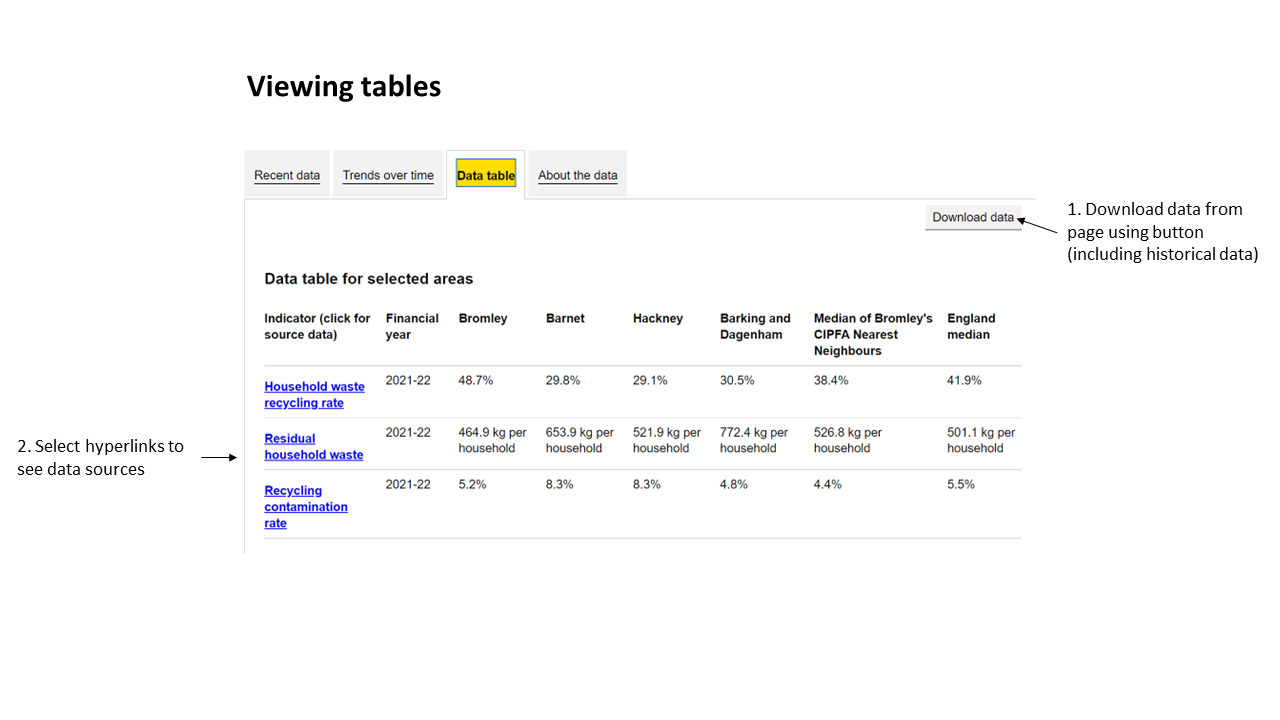 Viewing tables
Recent data
Trends over time
Data table
About the data
Download data
1. Download data from
page using button
(including historical data)
Data table for selected areas
Indicator (click for
source data)
Financial
year
Bromley
Barnet
Hackney
Barking and
Dagenham
Median of Bromley's
CIPFA Nearest
Neighbours
England
median
Household waste
recycling rate
2021-22
48.7%
29.8%
29.1%
30.5%
38.4%
41.9%
2. Select hyperlinks to
see data sources
Residual
household waste
2021-22
464.9 kg per
household
653.9 kg per
household
521.9 kg per
household
772.4 kg per
household
526.8 kg per
household
501.1 kg per
household
Recycling
contamination
rate
2021-22
5.2%
8.3%
8.3%
4.8%
4.4%
5.5%